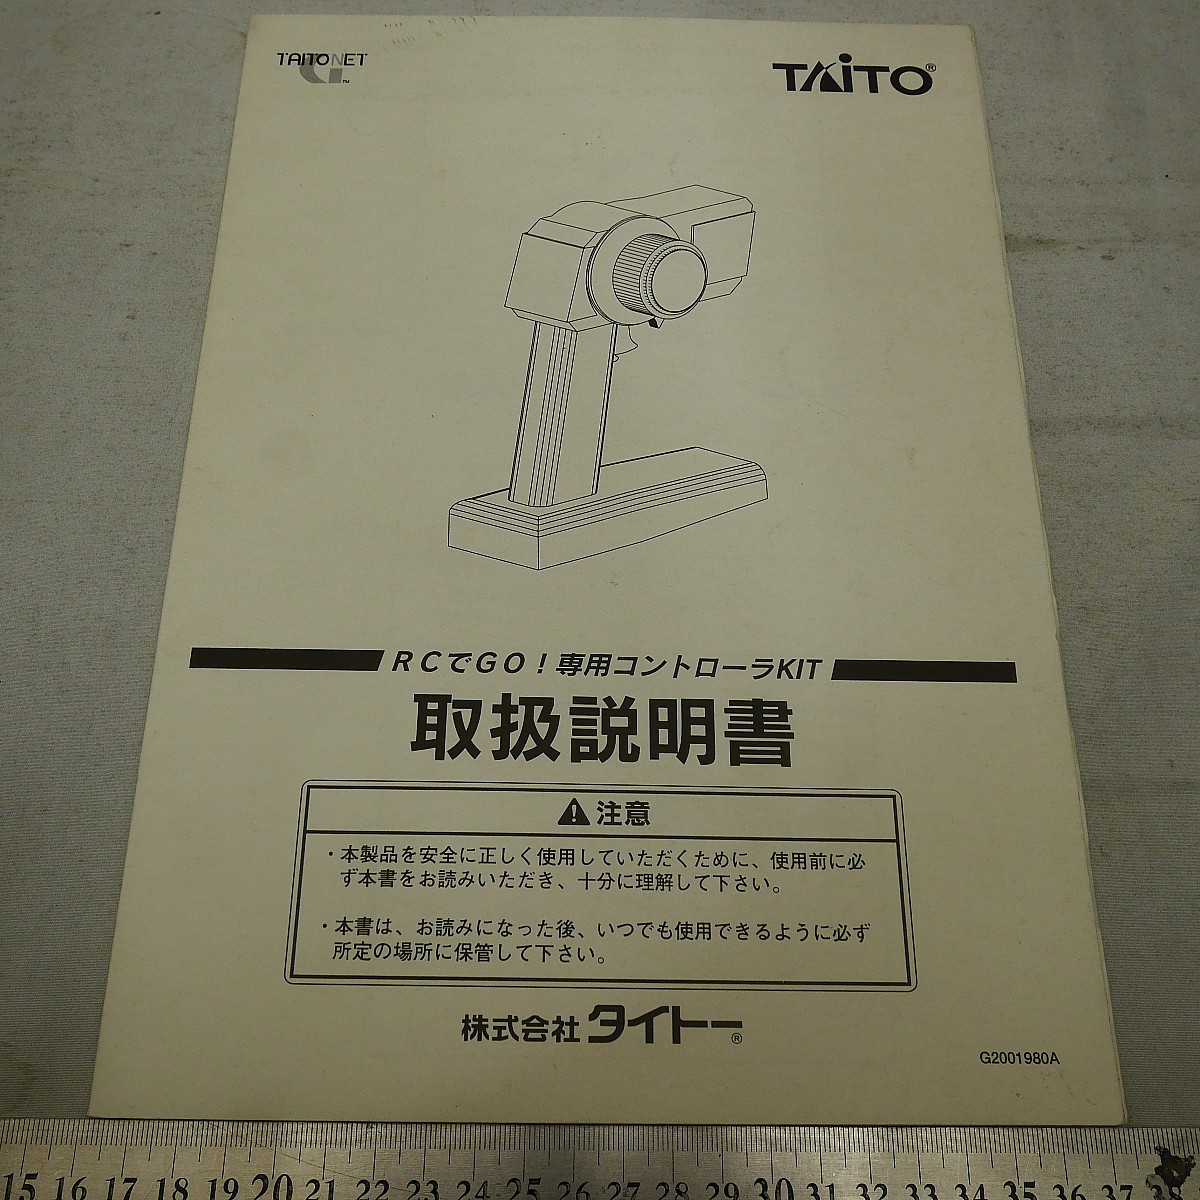 TAITO NET
G™
TAITO®
RCでGO！専用コントローラKIT
取扱説明書
注意
・本製品を安全に正しく使用していただくために、使用前に必
ず本書をお読みいただき、十分に理解して下さい。
・本書は、お読みになった後、いつでも使用できるように必ず
所定の場所に保管して下さい。
株式会社タイトー®
G2001980A
15 16 17 18 19 20 21 22 23 24 25 26 27 28 29 30 31 32 33 34 35 36 37 38